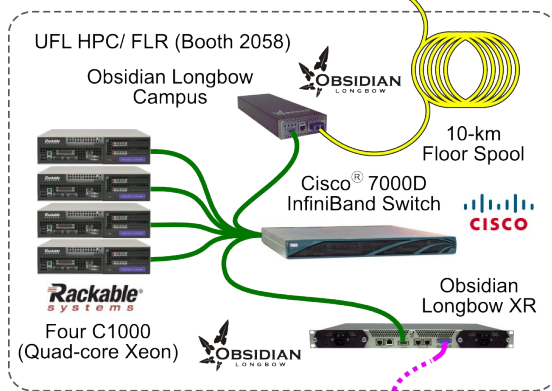 UFL HPC/ FLR (Booth 2058)
Obsidian Longbow
Campus
OBSIDIAN
LONGBOW
10-km
Floor Spool
Cisco® 7000D
InfiniBand Switch
CISCO
Rackable®
systems
Four C1000
(Quad-core Xeon)
OBSIDIAN
LONGBOW
Obsidian
Longbow XR